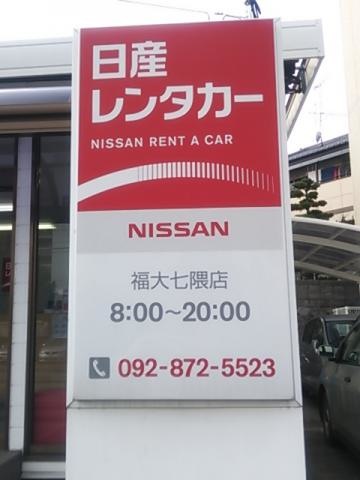 日産
レンタカー
NISSAN RENT A CAR
NISSAN
福大七隈店
8:00～20:00
092-872-5523